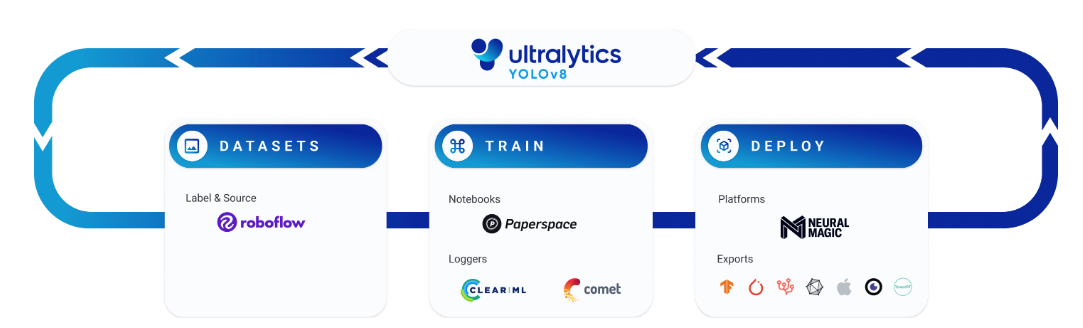 ultralytics
YOLOv8
DATASETS
Label & Source
roboflow
TRAIN
Notebooks
Paperspace
Loggers
CLEAR|ML
comet
DEPLOY
Platforms
NEURAL
MAGIC
Exports